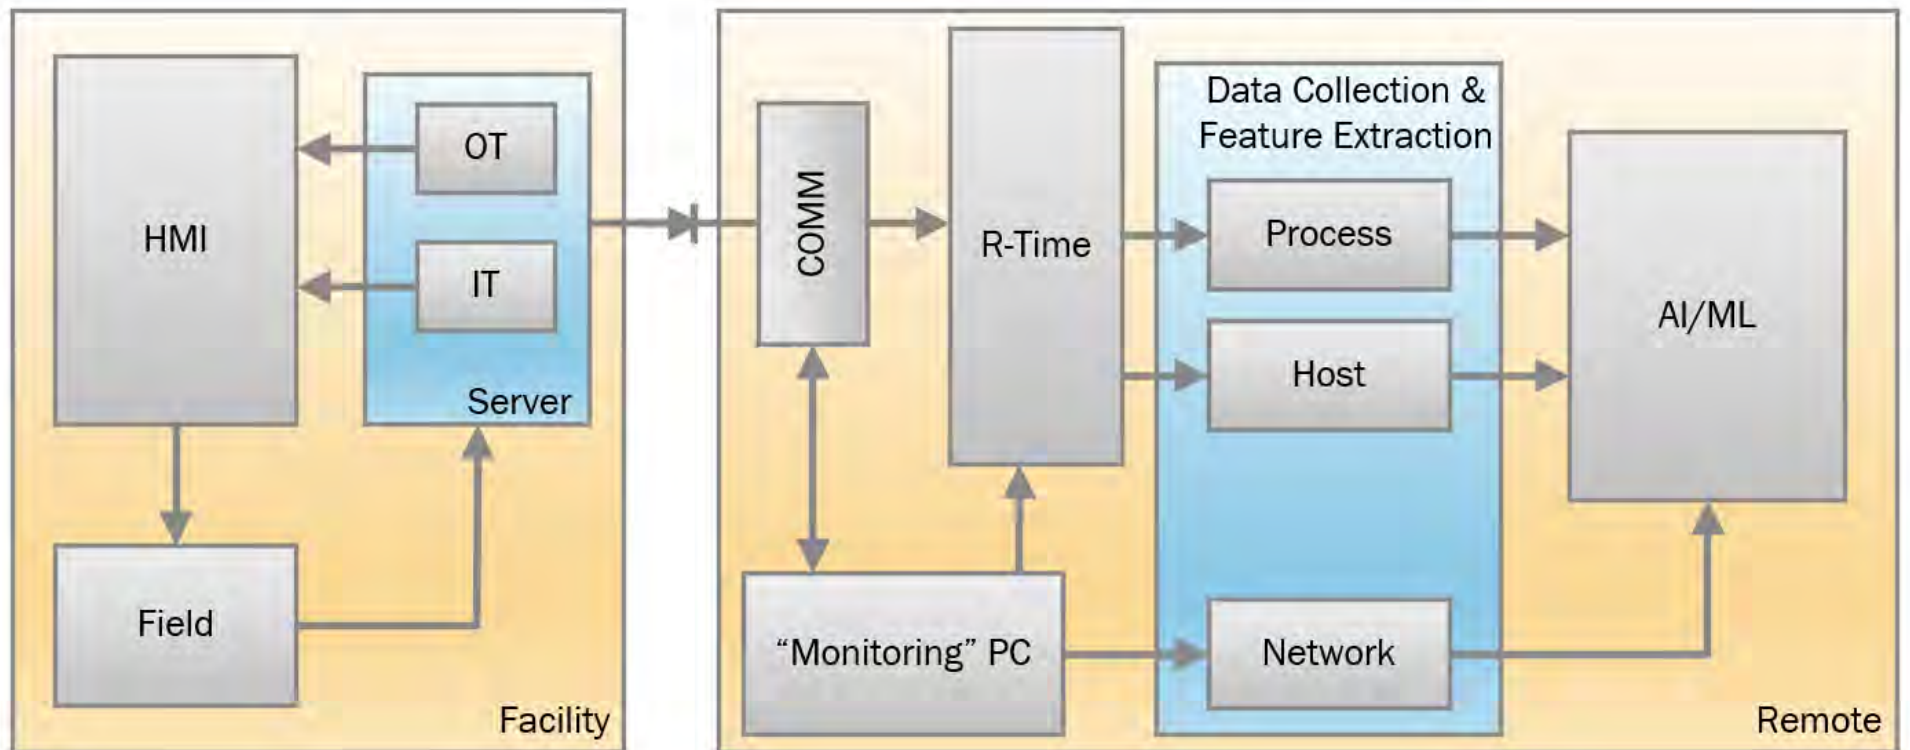 HMI
OT
IT
Server
Field
Facility
COMM
R-Time
Data Collection &
Feature Extraction
Process
Host
Network
"Monitoring" PC
AI/ML
Remote